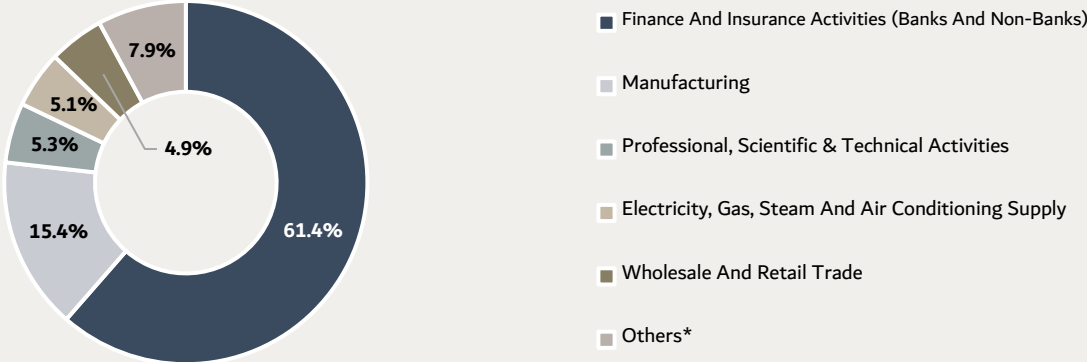 7.9%
5.1%
4.9%
5.3%
15.4%
61.4%
Finance And Insurance Activities (Banks And Non-Banks)
Manufacturing
Professional, Scientific & Technical Activities
Electricity, Gas, Steam And Air Conditioning Supply
Wholesale And Retail Trade
Others*